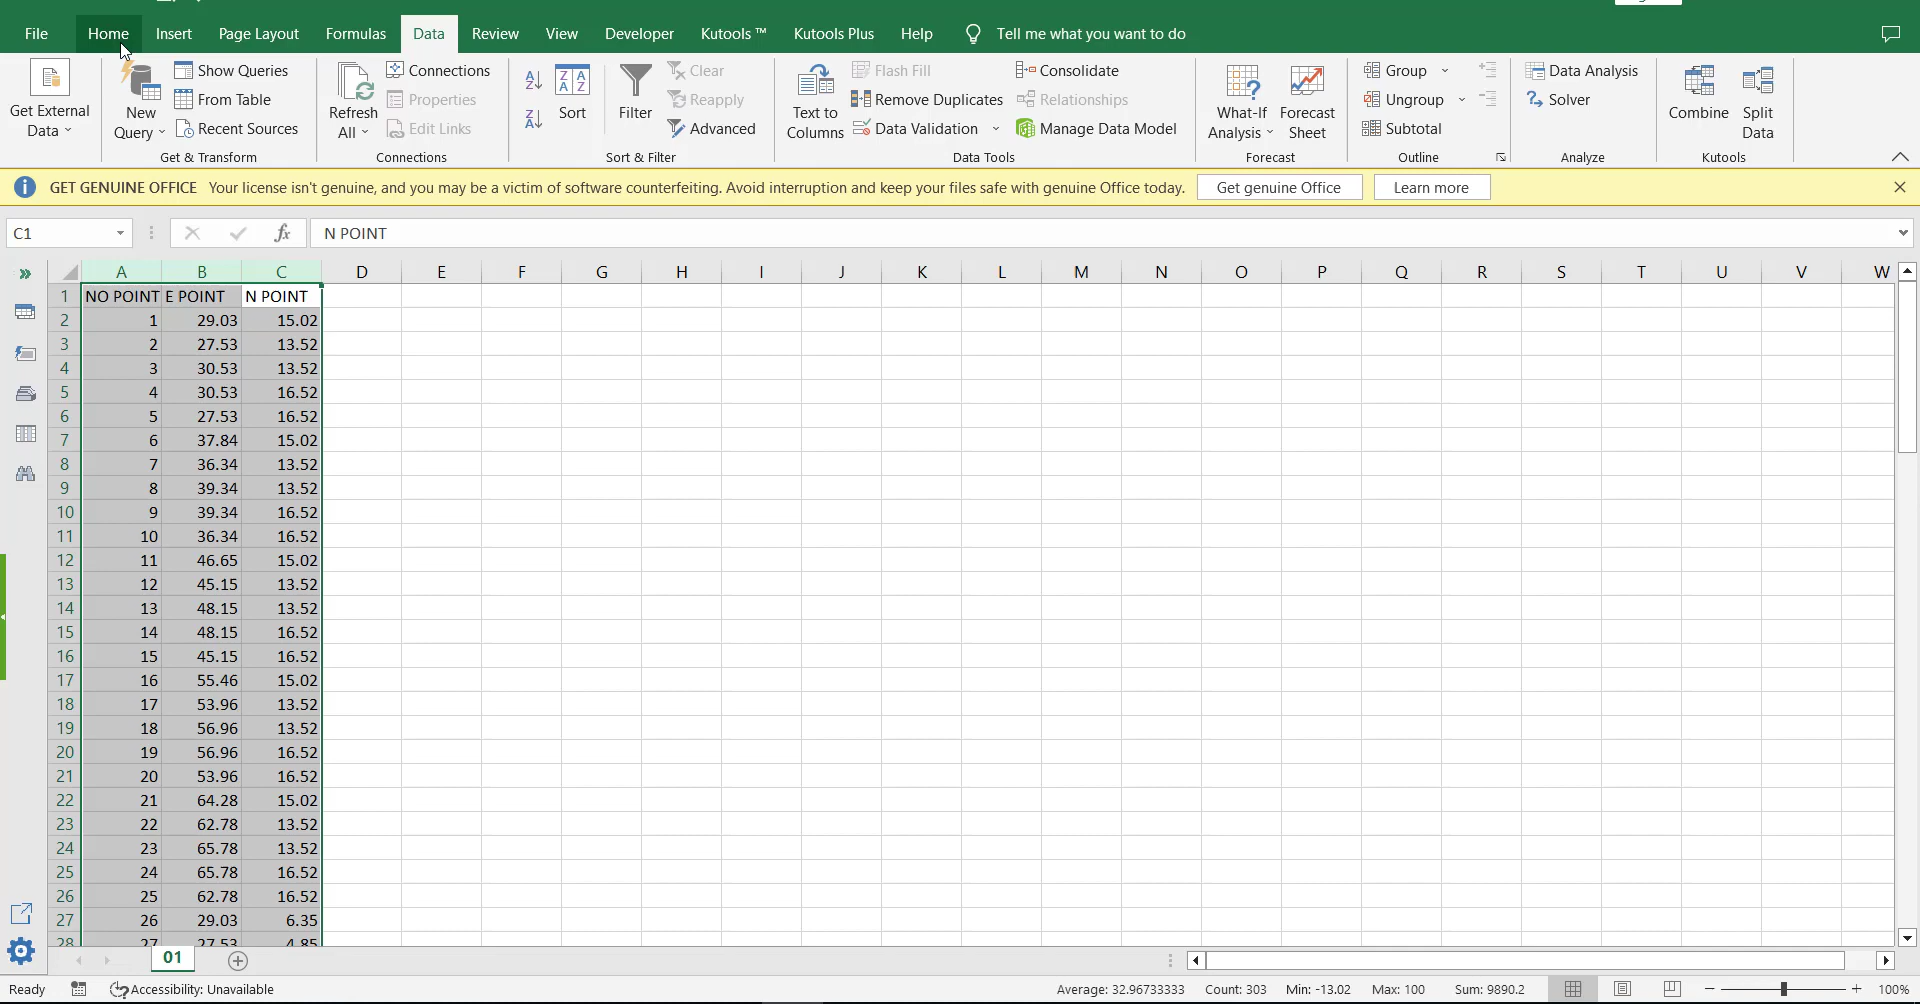 File Home Insert Page Layout Formulas Data Review View Developer Kutools ™ Kutools Plus Help Tell me what you want to do
Get External Data
New Query
Show Queries
From Table
Recent Sources
Get & Transform
Refresh All
Connections
Properties
Edit Links
Connections
Sort
Filter
Clear
Reapply
Advanced
Sort & Filter
Text to Columns
Flash Fill
Remove Duplicates
Data Validation
Consolidate
Relationships
Manage Data Model
Data Tools
What-If Analysis
Forecast Sheet
Forecast
Group
Ungroup
Subtotal
Outline
Data Analysis
Solver
Analyze
Combine
Split Data
Kutools
GET GENUINE OFFICE Your license isn't genuine, and you may be a victim of software counterfeiting. Avoid interruption and keep your files safe with genuine Office today. Get genuine Office Learn more
C1 fx N POINT
A B C D E F G H I J K L M N O P Q R S T U V W
1 NO POINT E POINT N POINT
2 1 29.03 15.02
3 2 27.53 13.52
4 3 30.53 13.52
5 4 30.53 16.52
6 5 27.53 16.52
7 6 37.84 15.02
8 7 36.34 13.52
9 8 39.34 13.52
10 9 39.34 16.52
11 10 36.34 16.52
12 11 46.65 15.02
13 12 45.15 13.52
14 13 48.15 13.52
15 14 48.15 16.52
16 15 45.15 16.52
17 16 55.46 15.02
18 17 53.96 13.52
19 18 56.96 13.52
20 19 56.96 16.52
21 20 53.96 16.52
22 21 64.28 15.02
23 22 62.78 13.52
24 23 65.78 13.52
25 24 65.78 16.52
26 25 62.78 16.52
27 26 29.03 6.35
28 27 27.53 4.85
01
Ready Accessibility: Unavailable Average: 32.96733333 Count: 303 Min: -13.02 Max: 100 Sum: 9890.2 100%